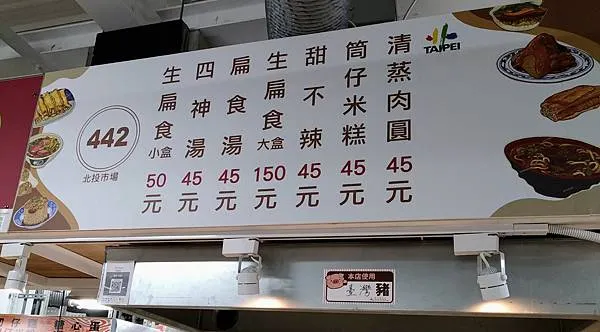 442
北投市場
清蒸肉圓 45元
筒仔米糕 45元
甜不辣 45元
生扁食大盒 150元
扁食湯 45元
四神湯 45元
生扁食小盒 50元
TAIPEI
本店使用
臺灣豬